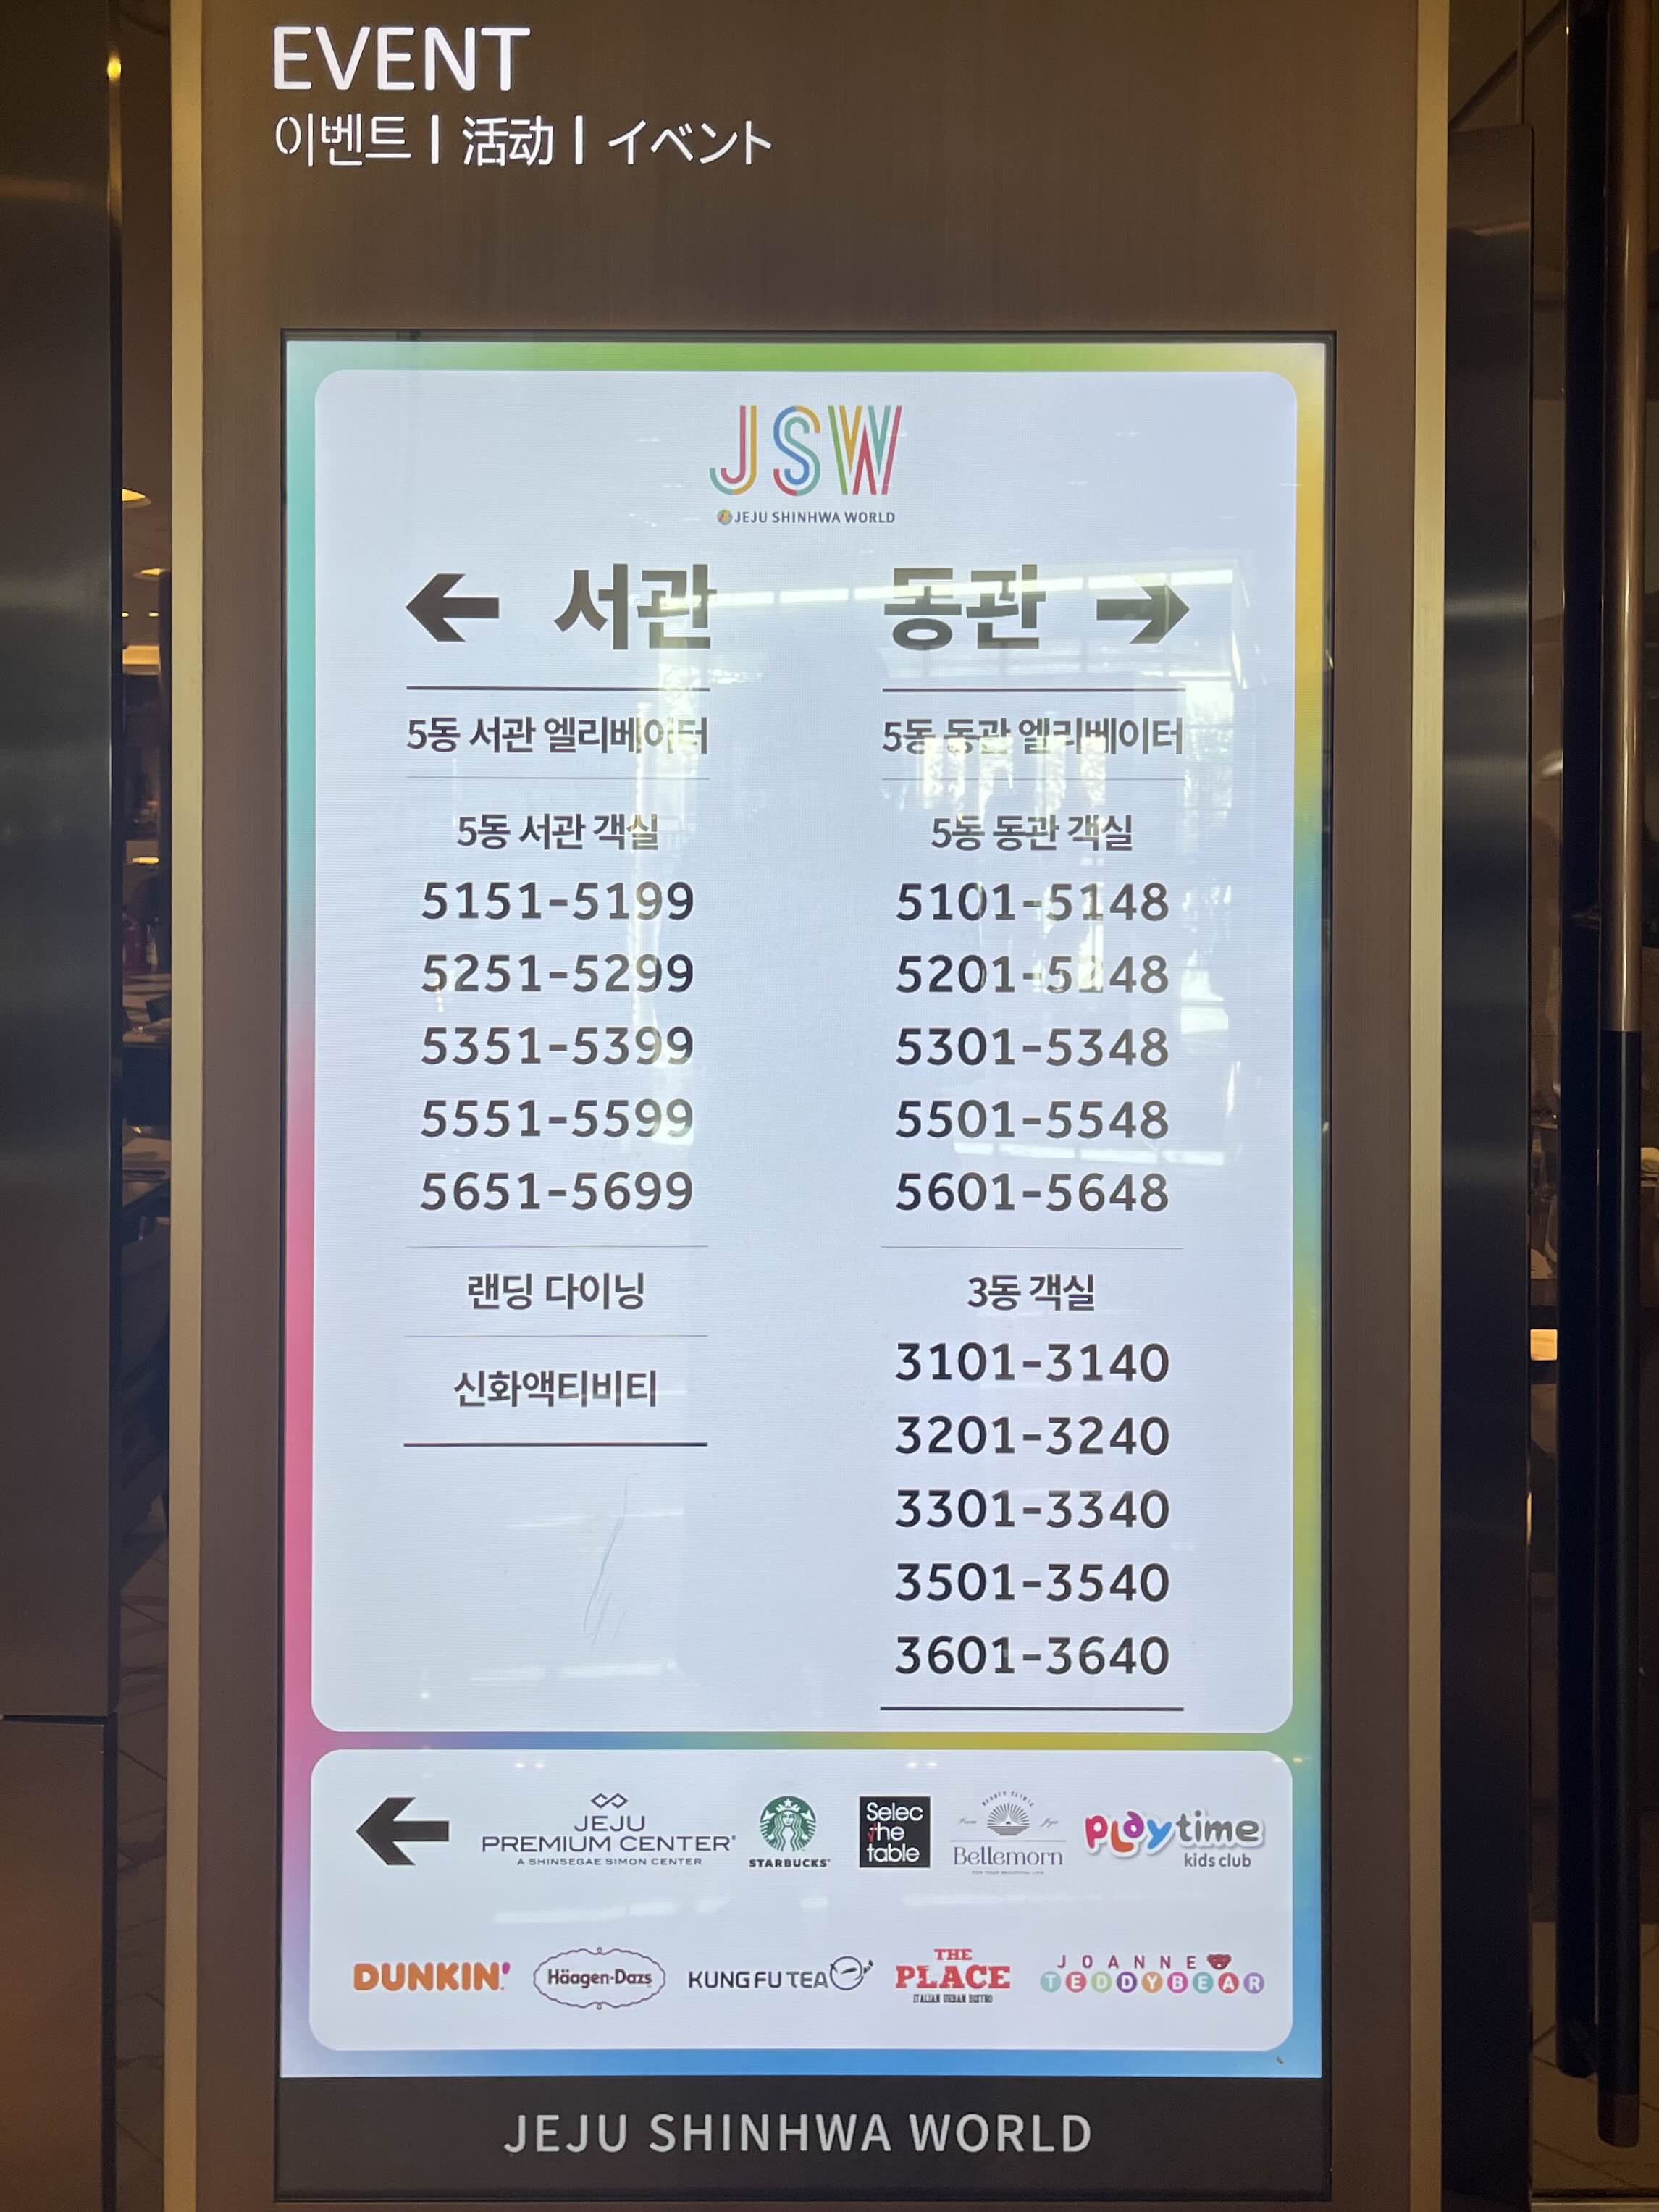 EVENT
이벤트 | 活动 | イベント
JSW
JEJU SHINHWA WORLD
← 서관
5동 서관 엘리베이터
5동 서관 객실
5151-5199
5251-5299
5351-5399
5551-5599
5651-5699
랜딩 다이닝
신화액티비티
동관 →
5동 동관 엘리베이터
5동 동관 객실
5101-5148
5201-5248
5301-5348
5501-5548
5601-5648
3동 객실
3101-3140
3201-3240
3301-3340
3501-3540
3601-3640
←
JEJU
PREMIUM CENTER
A SHINSEGAE SIMON CENTER
STARBUCKS
Selec
the
table
BEAUTY CLINIC
From Jeju
Bellemorn
Playtime
kids club
DUNKIN'
Häagen-Dazs
KUNG FU TEA
THE
PLACE
ITALIAN URBAN BISTRO
JOANNE
TEDDYBEAR
JEJU SHINHWA WORLD